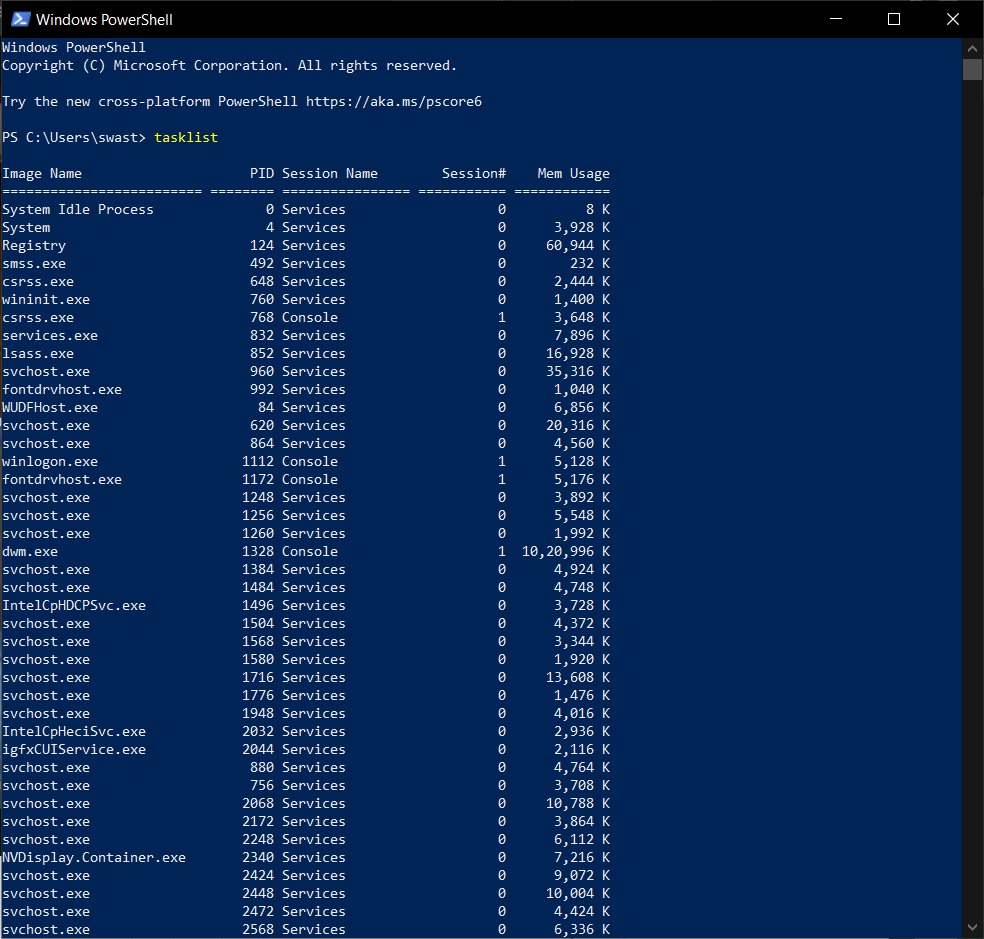 Windows PowerShell
Windows PowerShell
Copyright (C) Microsoft Corporation. All rights reserved.
Try the new cross-platform PowerShell https://aka.ms/pscore6
PS C:\Users\swast> tasklist
Image Name                     PID Session Name        Session#    Mem Usage
========================= ======== ================ =========== ============
System Idle Process              0 Services                   0          8 K
System                           4 Services                   0      3,928 K
Registry                       124 Services                   0     60,944 K
smss.exe                       492 Services                   0        232 K
csrss.exe                      648 Services                   0      2,444 K
wininit.exe                    760 Services                   0      1,400 K
csrss.exe                      768 Console                    1      3,648 K
services.exe                   832 Services                   0      7,896 K
lsass.exe                      852 Services                   0     16,928 K
svchost.exe                    960 Services                   0     35,316 K
fontdrvhost.exe                992 Services                   0      1,040 K
WUDFHost.exe                    84 Services                   0      6,856 K
svchost.exe                    620 Services                   0     20,316 K
svchost.exe                    864 Services                   0      4,560 K
winlogon.exe                  1112 Console                    1      5,128 K
fontdrvhost.exe               1172 Console                    1      5,176 K
svchost.exe                   1248 Services                   0      3,892 K
svchost.exe                   1256 Services                   0      5,548 K
svchost.exe                   1260 Services                   0      1,992 K
dwm.exe                       1328 Console                    1  10,20,996 K
svchost.exe                   1384 Services                   0      4,924 K
svchost.exe                   1484 Services                   0      4,748 K
IntelCpHDCPSvc.exe            1496 Services                   0      3,728 K
svchost.exe                   1504 Services                   0      4,372 K
svchost.exe                   1568 Services                   0      3,344 K
svchost.exe                   1580 Services                   0      1,920 K
svchost.exe                   1716 Services                   0     13,608 K
svchost.exe                   1776 Services                   0      1,476 K
svchost.exe                   1948 Services                   0      4,016 K
IntelCpHeciSvc.exe            2032 Services                   0      2,936 K
igfxCUIService.exe            2044 Services                   0      2,116 K
svchost.exe                    880 Services                   0      4,764 K
svchost.exe                    756 Services                   0      3,708 K
svchost.exe                   2068 Services                   0     10,788 K
svchost.exe                   2172 Services                   0      3,864 K
svchost.exe                   2248 Services                   0      6,112 K
NVDisplay.Container.exe       2340 Services                   0      7,216 K
svchost.exe                   2424 Services                   0      9,072 K
svchost.exe                   2448 Services                   0     10,004 K
svchost.exe                   2472 Services                   0      4,424 K
svchost.exe                   2568 Services                   0      6,336 K